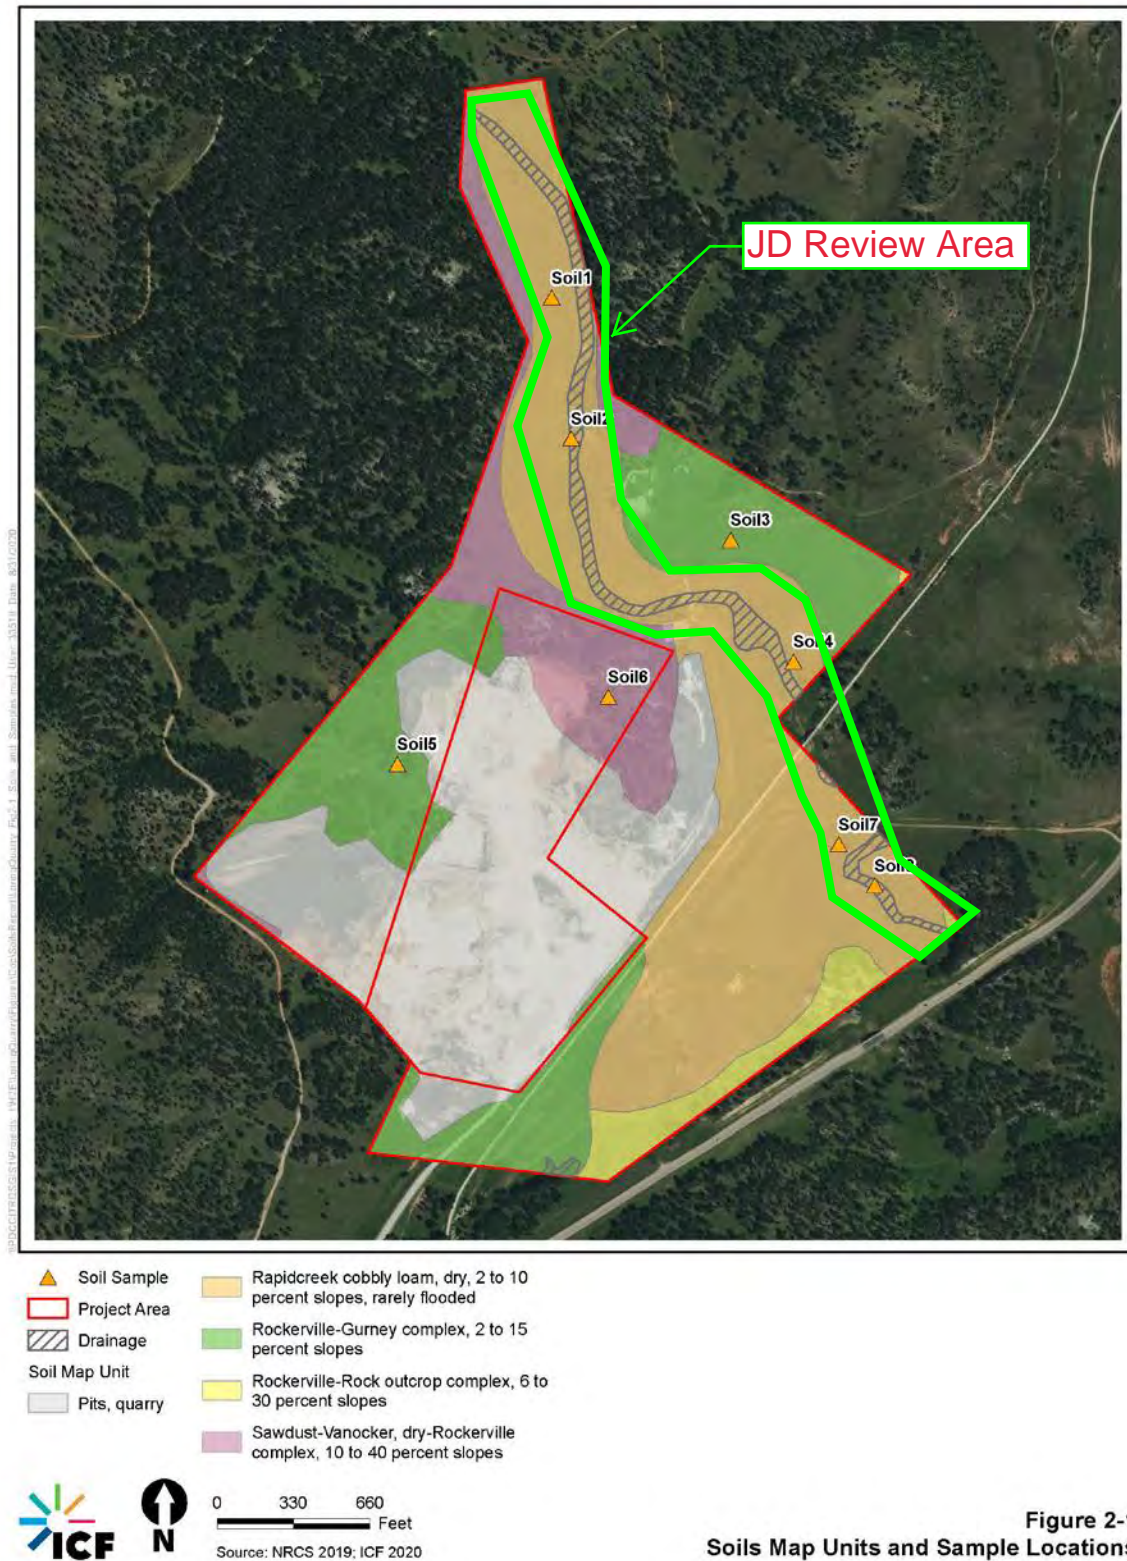 JD Review Area
Soil1
Soil2
Soil3
Soil4
Soil6
Soil5
Soil7
Soil Sample
Project Area
Drainage
Soil Map Unit
Pits, quarry
Rapidcreek cobbly loam, dry, 2 to 10
percent slopes, rarely flooded
Rockerville-Gurney complex, 2 to 15
percent slopes
Rockerville-Rock outcrop complex, 6 to
30 percent slopes
Sawdust-Vanocker, dry-Rockerville
complex, 10 to 40 percent slopes
ICF
N
0 330 660
Feet
Source: NRCS 2019; ICF 2020
Figure 2-
Soils Map Units and Sample Locations